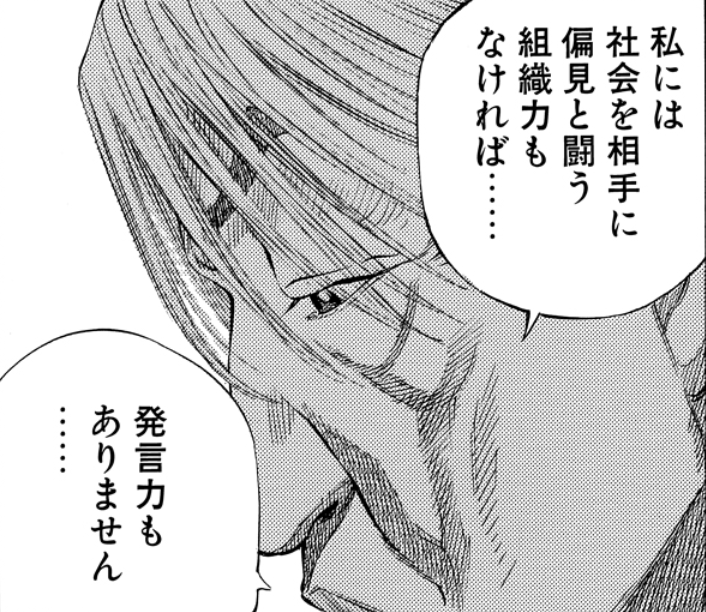 私には
社会を相手に
偏見と闘う
組織力も
なければ……
発言力も
ありません
……